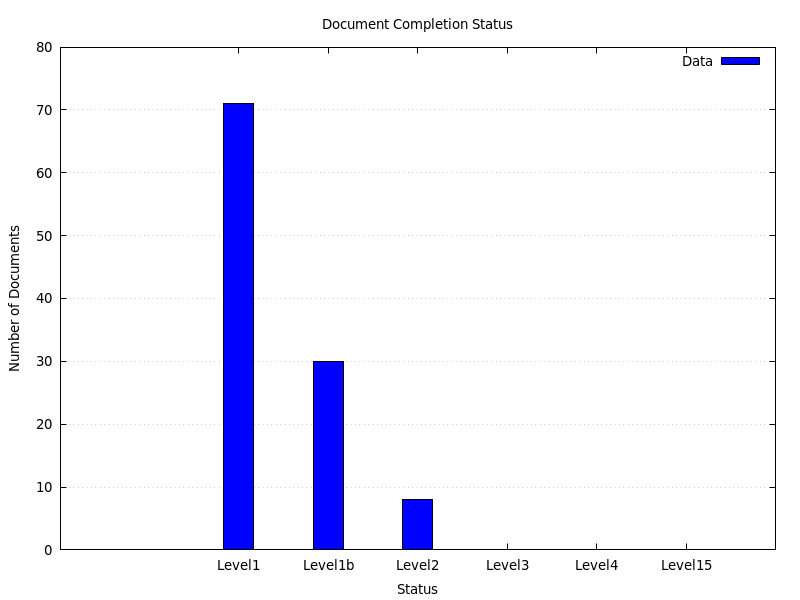 Document Completion Status
Data
80
70
60
50
40
30
20
10
0
Number of Documents
Level1 Level1b Level2 Level3 Level4 Level15
Status